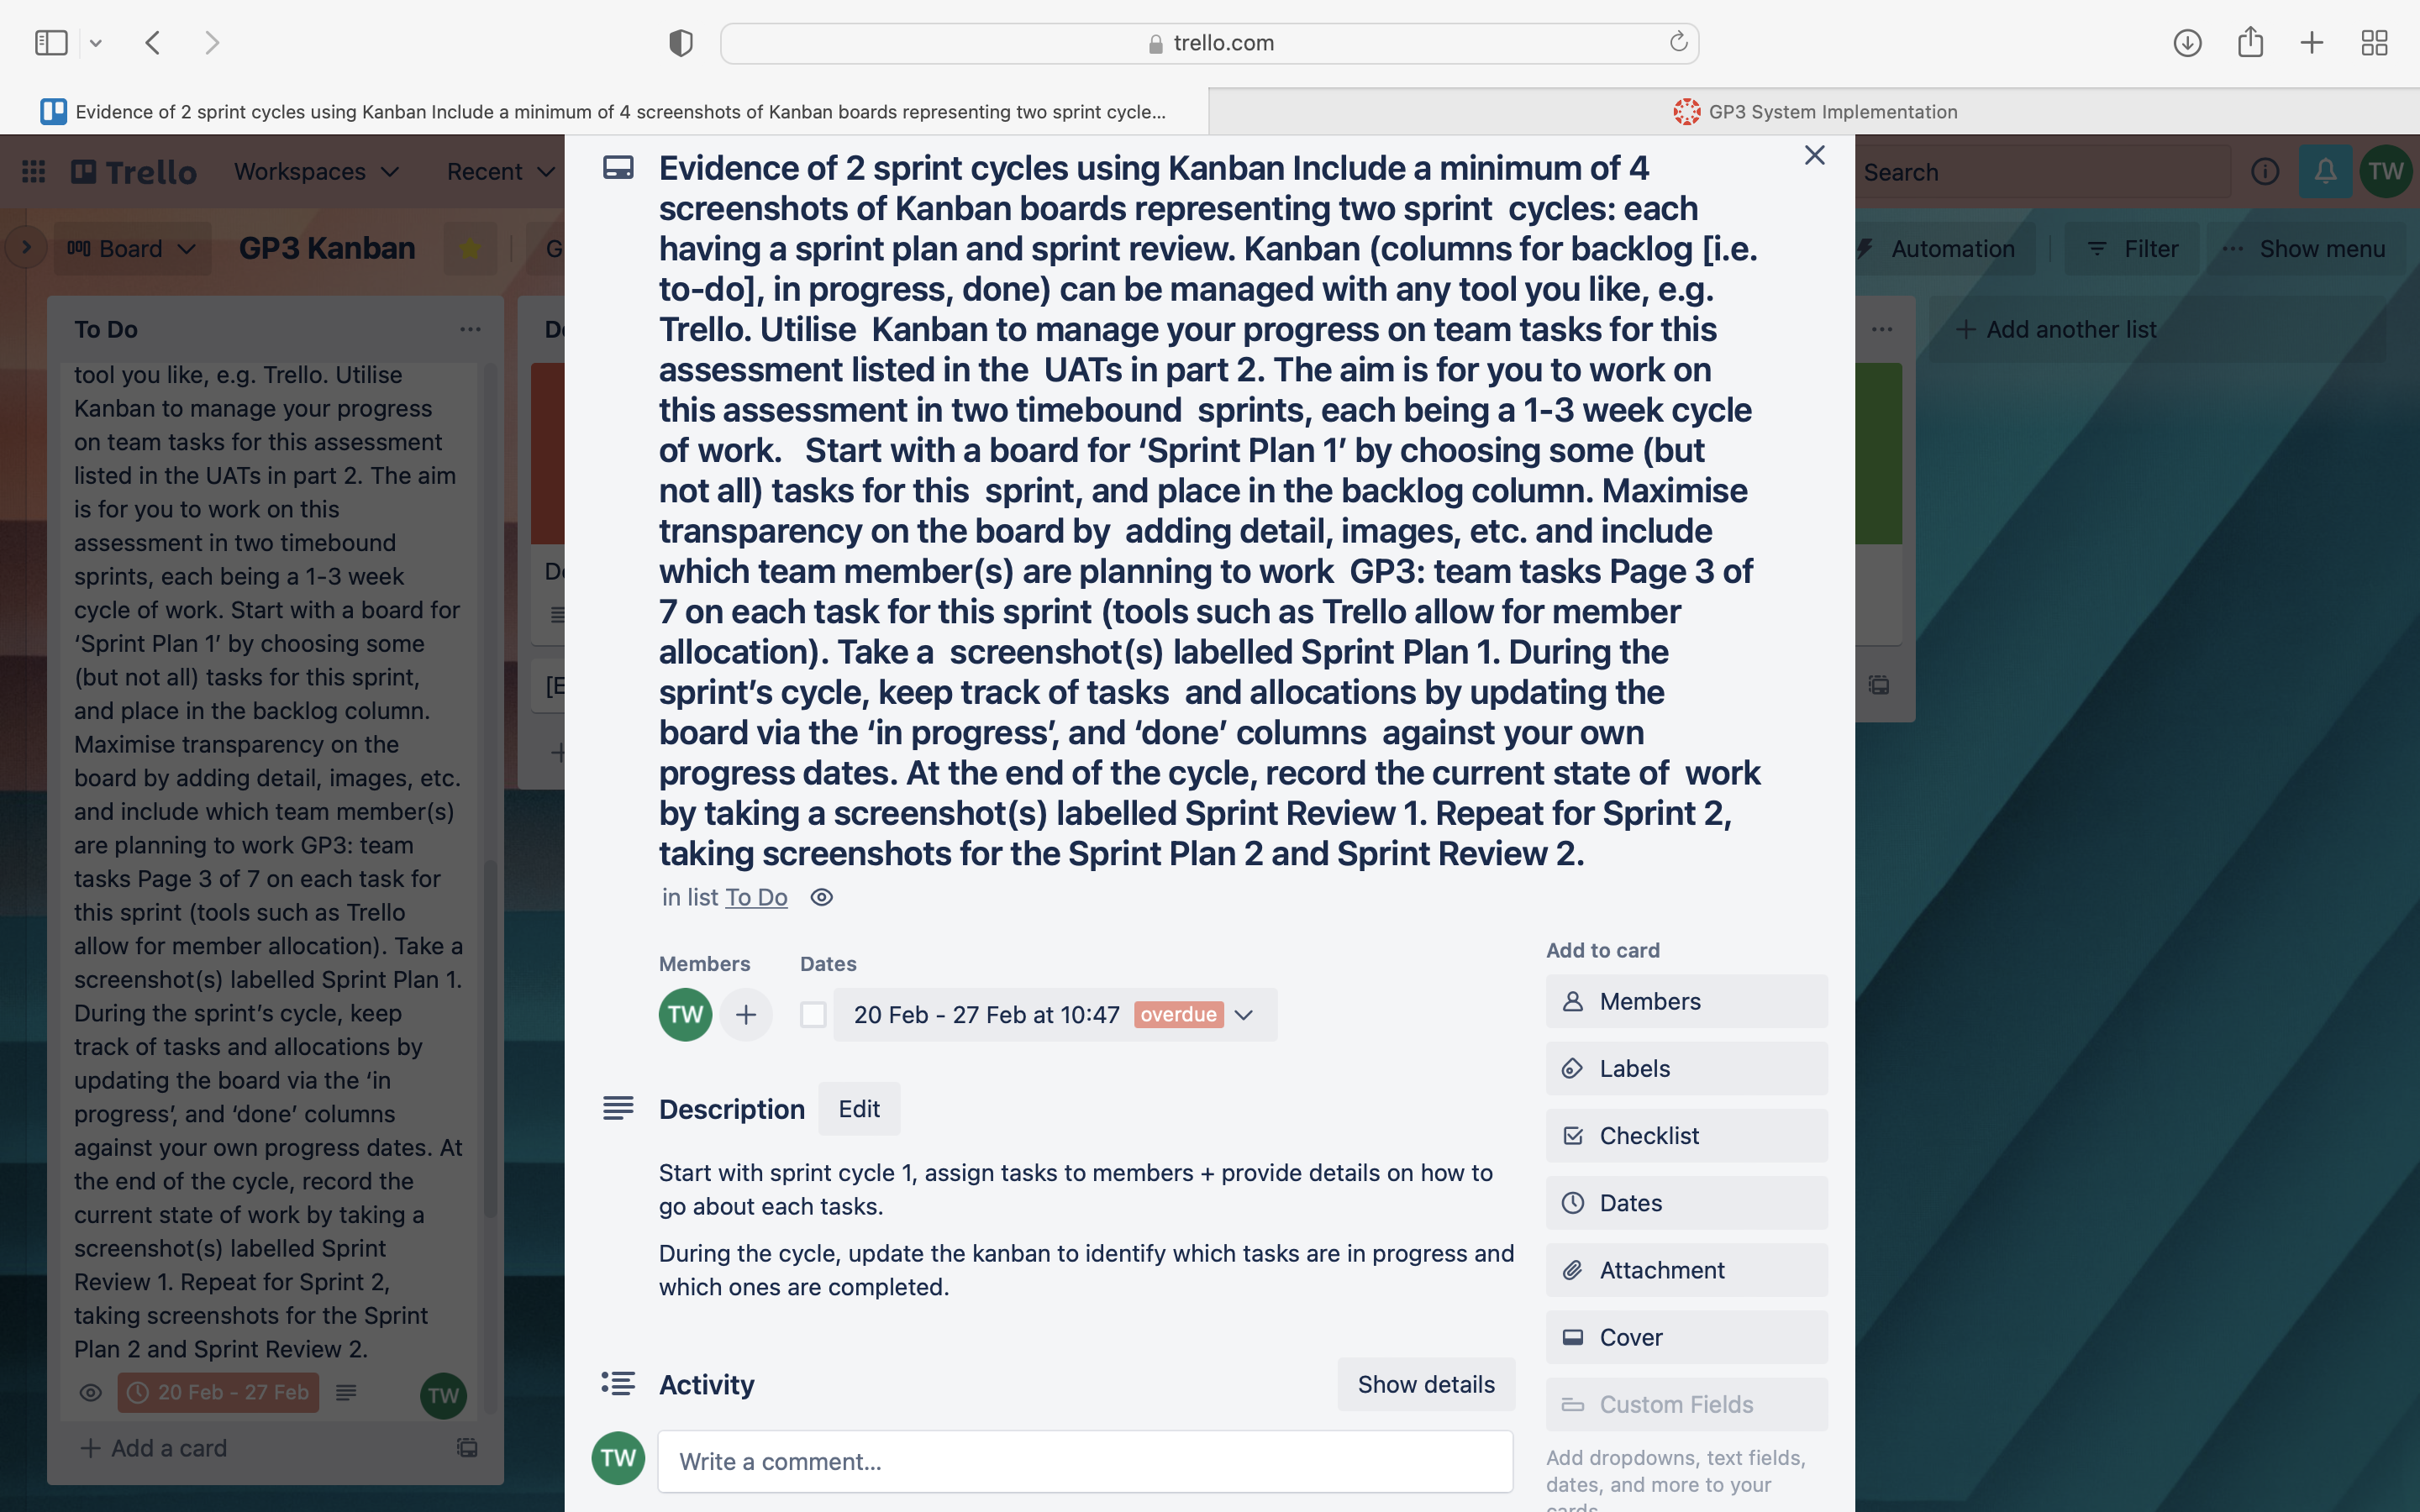 trello.com
Evidence of 2 sprint cycles using Kanban Include a minimum of 4 screenshots of Kanban boards representing two sprint cycle...
GP3 System Implementation
Trello
Workspaces
Recent
Search
TW
Board
GP3 Kanban
G
Automation
Filter
Show menu
To Do
tool you like, e.g. Trello. Utilise
Kanban to manage your progress
on team tasks for this assessment
listed in the UATs in part 2. The aim
is for you to work on this
assessment in two timebound
sprints, each being a 1-3 week
cycle of work. Start with a board for
‘Sprint Plan 1’ by choosing some
(but not all) tasks for this sprint,
and place in the backlog column.
Maximise transparency on the
board by adding detail, images, etc.
and include which team member(s)
are planning to work GP3: team
tasks Page 3 of 7 on each task for
this sprint (tools such as Trello
allow for member allocation). Take a
screenshot(s) labelled Sprint Plan 1.
During the sprint’s cycle, keep
track of tasks and allocations by
updating the board via the ‘in
progress’, and ‘done’ columns
against your own progress dates. At
the end of the cycle, record the
current state of work by taking a
screenshot(s) labelled Sprint
Review 1. Repeat for Sprint 2,
taking screenshots for the Sprint
Plan 2 and Sprint Review 2.
20 Feb - 27 Feb
TW
Add a card
Add another list
Evidence of 2 sprint cycles using Kanban Include a minimum of 4
screenshots of Kanban boards representing two sprint cycles: each
having a sprint plan and sprint review. Kanban (columns for backlog [i.e.
to-do], in progress, done) can be managed with any tool you like, e.g.
Trello. Utilise Kanban to manage your progress on team tasks for this
assessment listed in the UATs in part 2. The aim is for you to work on
this assessment in two timebound sprints, each being a 1-3 week cycle
of work. Start with a board for ‘Sprint Plan 1’ by choosing some (but
not all) tasks for this sprint, and place in the backlog column. Maximise
transparency on the board by adding detail, images, etc. and include
which team member(s) are planning to work GP3: team tasks Page 3 of
7 on each task for this sprint (tools such as Trello allow for member
allocation). Take a screenshot(s) labelled Sprint Plan 1. During the
sprint’s cycle, keep track of tasks and allocations by updating the
board via the ‘in progress’, and ‘done’ columns against your own
progress dates. At the end of the cycle, record the current state of work
by taking a screenshot(s) labelled Sprint Review 1. Repeat for Sprint 2,
taking screenshots for the Sprint Plan 2 and Sprint Review 2.
in list To Do
Members
Dates
TW
20 Feb - 27 Feb at 10:47 overdue
Description
Edit
Start with sprint cycle 1, assign tasks to members + provide details on how to
go about each tasks.
During the cycle, update the kanban to identify which tasks are in progress and
which ones are completed.
Activity
Show details
TW
Write a comment...
Add to card
Members
Labels
Checklist
Dates
Attachment
Cover
Custom Fields
Add dropdowns, text fields,
dates, and more to your